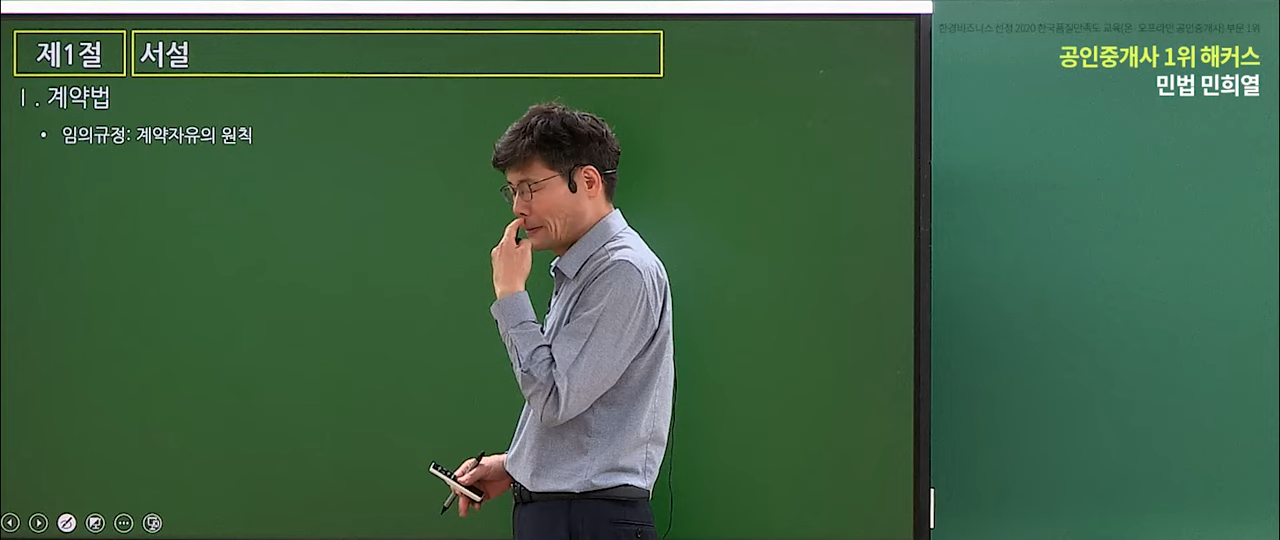 제1절 서설
Ⅰ. 계약법
• 임의규정: 계약자유의 원칙
한경비즈니스 선정 2020 한국품질만족도 교육(온·오프라인 공인중개사) 부문 1위
공인중개사 1위 해커스
민법 민희열